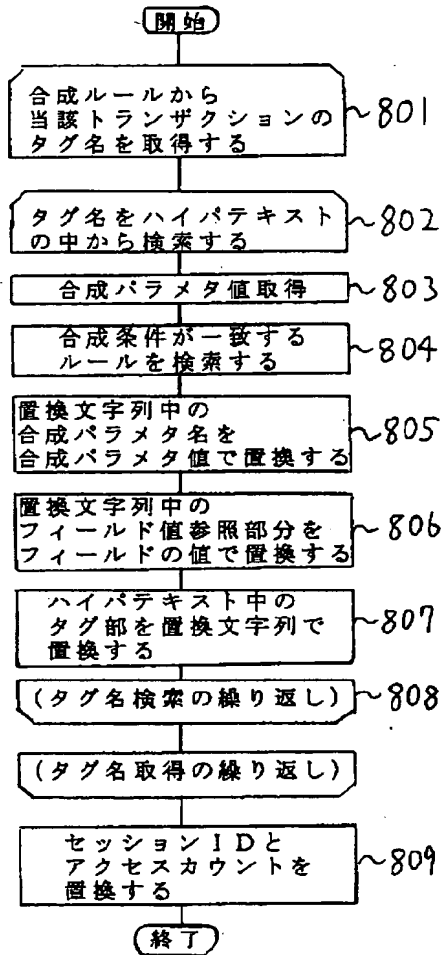 開始
合成ルールから
当該トランザクションの
タグ名を取得する
~801
タグ名をハイパテキスト
の中から検索する
~802
合成パラメタ値取得
~803
合成条件が一致する
ルールを検索する
~804
置換文字列中の
合成パラメタ名を
合成パラメタ値で置換する
~805
置換文字列中の
フィールド値参照部分を
フィールドの値で置換する
~806
ハイパテキスト中の
タグ部を置換文字列で
置換する
~807
(タグ名検索の繰り返し)
~808
(タグ名取得の繰り返し)
セッションIDと
アクセスカウントを
置換する
~809
終了